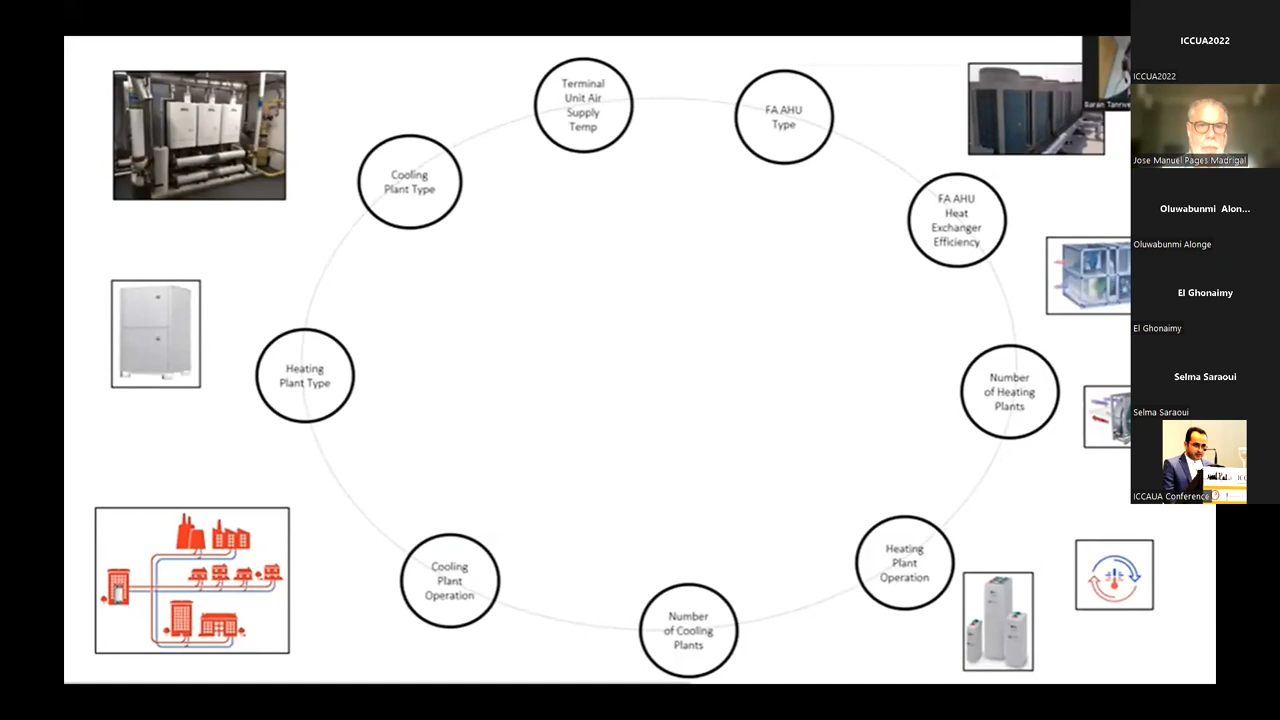 Terminal
Unit Air
Supply
Temp
FA AHU
Type
Cooling
Plant Type
FA AHU
Heat
Exchanger
Efficiency
Heating
Plant Type
Number
of Heating
Plants
Cooling
Plant
Operation
Heating
Plant
Operation
Number
of Cooling
Plants
ICCUA2022
ICCUA2022
Jose Manuel Pages Madrigal
Oluwabunmi Alon...
Oluwabunmi Alonge
El Ghonaimy
El Ghonaimy
Selma Saraoui
Selma Saraoui
ICCAUA Conference